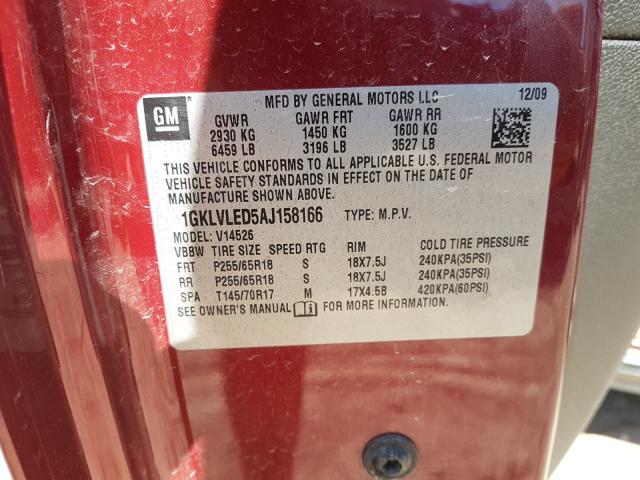 GM
MFD BY GENERAL MOTORS LLC 12/09
GVWR GAWR FRT GAWR RR
2930 KG 1450 KG 1600 KG
6459 LB 3196 LB 3527 LB
THIS VEHICLE CONFORMS TO ALL APPLICABLE U.S. FEDERAL MOTOR
VEHICLE SAFETY STANDARDS IN EFFECT ON THE DATE OF
MANUFACTURE SHOWN ABOVE.
1GKLVLED5AJ158166 TYPE: M.P.V.
MODEL: V14526
VBBW TIRE SIZE SPEED RTG RIM COLD TIRE PRESSURE
FRT P255/65R18 S 18X7.5J 240KPA(35PSI)
RR P255/65R18 S 18X7.5J 240KPA(35PSI)
SPA T145/70R17 M 17X4.5B 420KPA(60PSI)
SEE OWNER'S MANUAL FOR MORE INFORMATION.